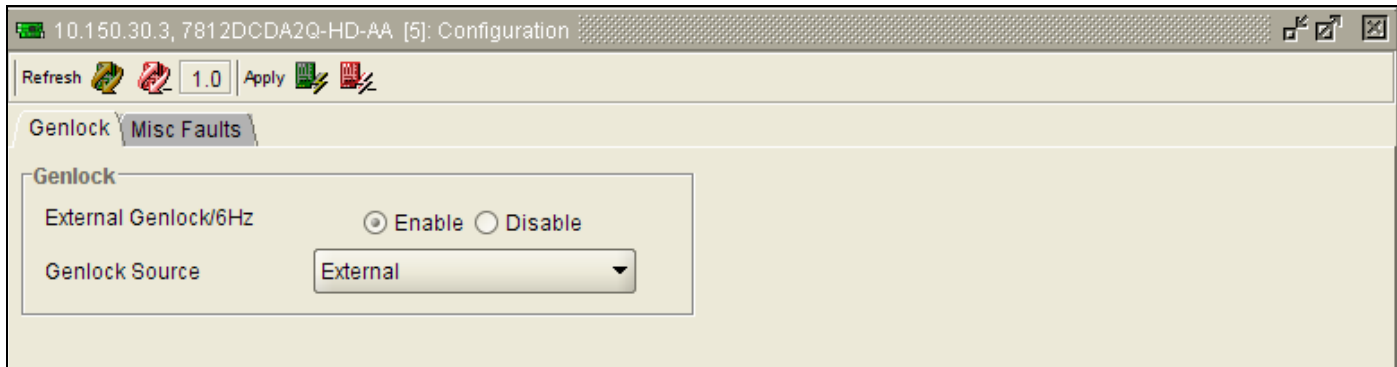 10.150.30.3, 7812DCDA2Q-HD-AA [5]: Configuration
Refresh 1.0 Apply
Genlock Misc Faults
Genlock
External Genlock/6Hz Enable Disable
Genlock Source External